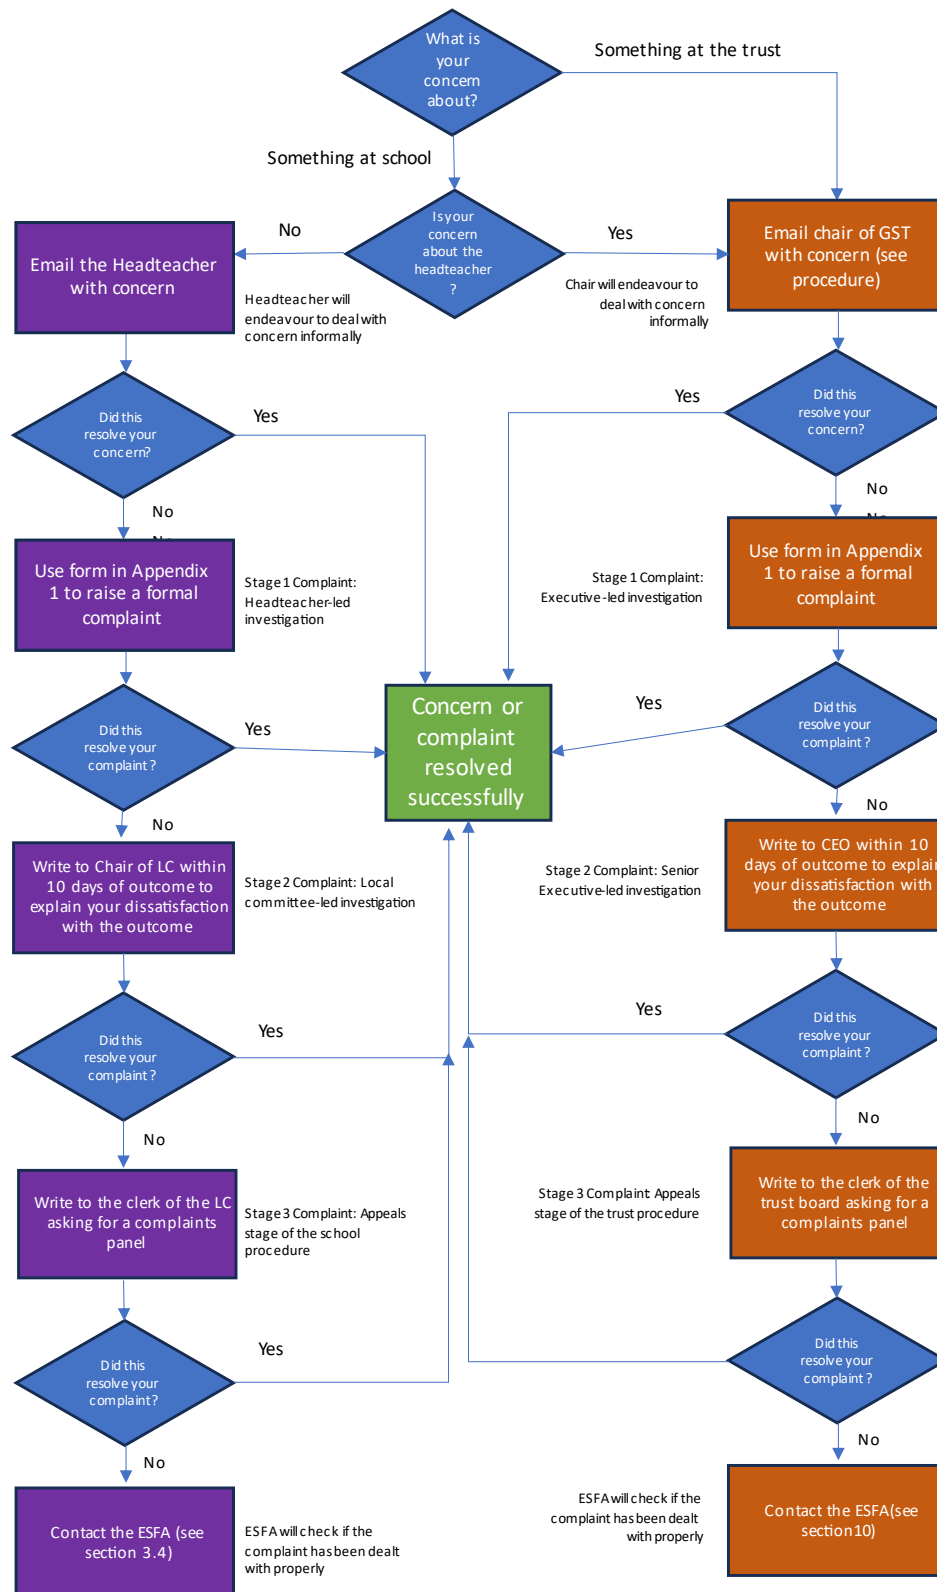 What is
your
concern
about?
Something at the trust
Something at school
Is your
concern
about the
headteacher
?
No
Yes
Email the Headteacher
with concern
Email chair of GST
with concern (see
procedure)
Headteacher will
endeavour to deal with
concern informally
Chair will endeavour to
deal with concern
informally
Did this
resolve your
concern?
Yes
Yes
Did this
resolve your
concern?
No
No
No
No
Use form in Appendix
1 to raise a formal
complaint
Stage 1 Complaint:
Headteacher-led
investigation
Stage 1 Complaint:
Executive-led investigation
Use form in Appendix
1 to raise a formal
complaint
Did this
resolve your
complaint?
Yes
Concern or
complaint
resolved
successfully
Yes
Did this
resolve your
complaint?
No
No
Write to Chair of LC within
10 days of outcome to
explain your dissatisfaction
with the outcome
Stage 2 Complaint: Local
committee-led investigation
Stage 2 Complaint: Senior
Executive-led investigation
Write to CEO within 10
days of outcome to explain
your dissatisfaction with
the outcome
Did this
resolve your
complaint?
Yes
Yes
Did this
resolve your
complaint?
No
No
Write to the clerk of the LC
asking for a complaints
panel
Stage 3 Complaint: Appeals
stage of the school
procedure
Stage 3 Complaint: Appeals
stage of the trust procedure
Write to the clerk of the
trust board asking for a
complaints panel
Did this
resolve your
complaint?
Yes
Did this
resolve your
complaint?
No
No
Contact the ESFA (see
section 3.4)
ESFA will check if the
complaint has been dealt
with properly
ESFA will check if the
complaint has been dealt
with properly
Contact the ESFA(see
section10)